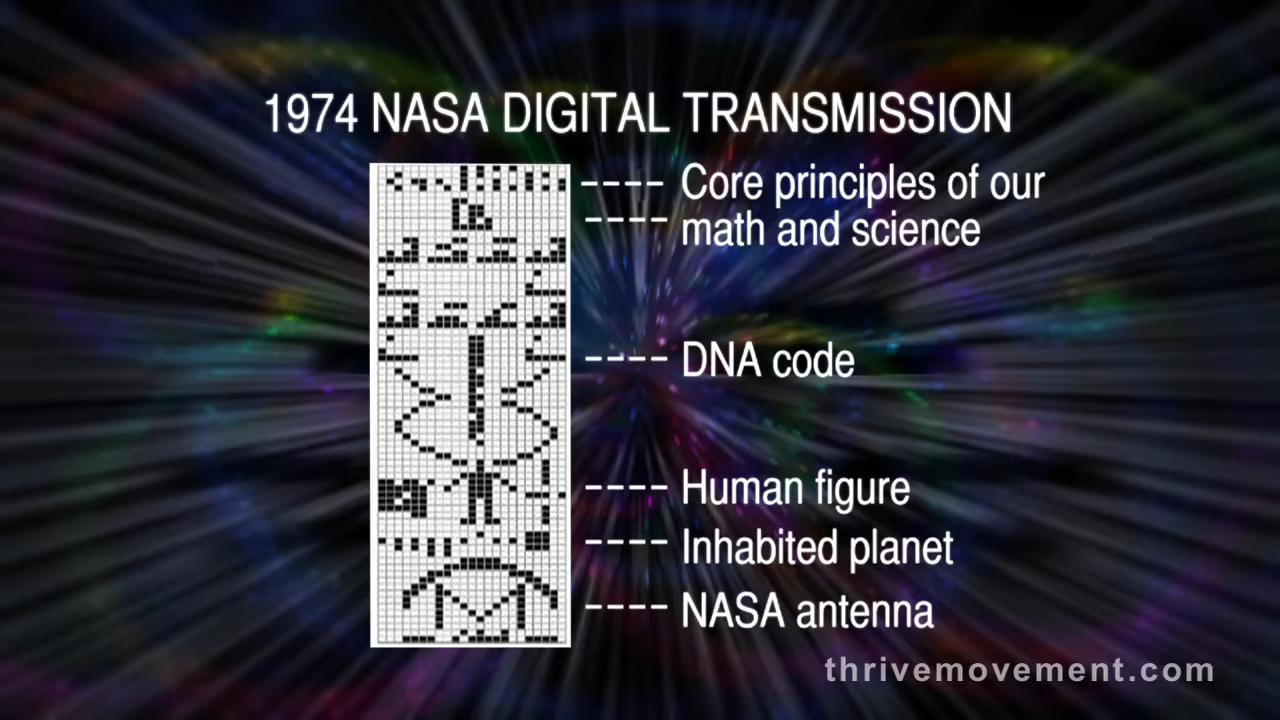 1974 NASA DIGITAL TRANSMISSION
Core principles of our
math and science
DNA code
Human figure
Inhabited planet
NASA antenna
thrivemovement.com